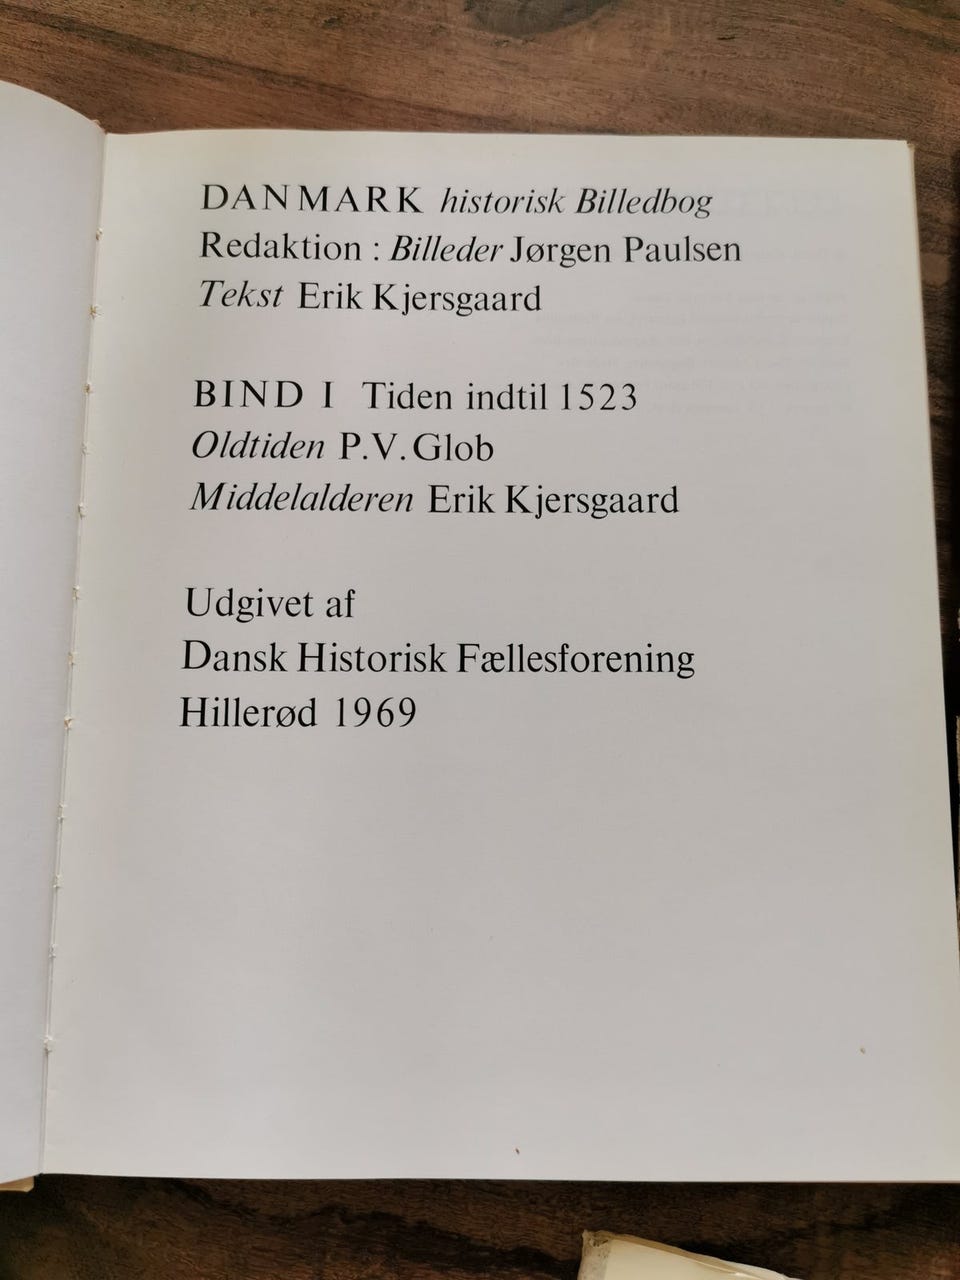 DANMARK historisk Billedbog
Redaktion : Billeder Jørgen Paulsen
Tekst Erik Kjersgaard
BIND I Tiden indtil 1523
Oldtiden P.V. Glob
Middelalderen Erik Kjersgaard
Udgivet af
Dansk Historisk Fællesforening
Hillerød 1969